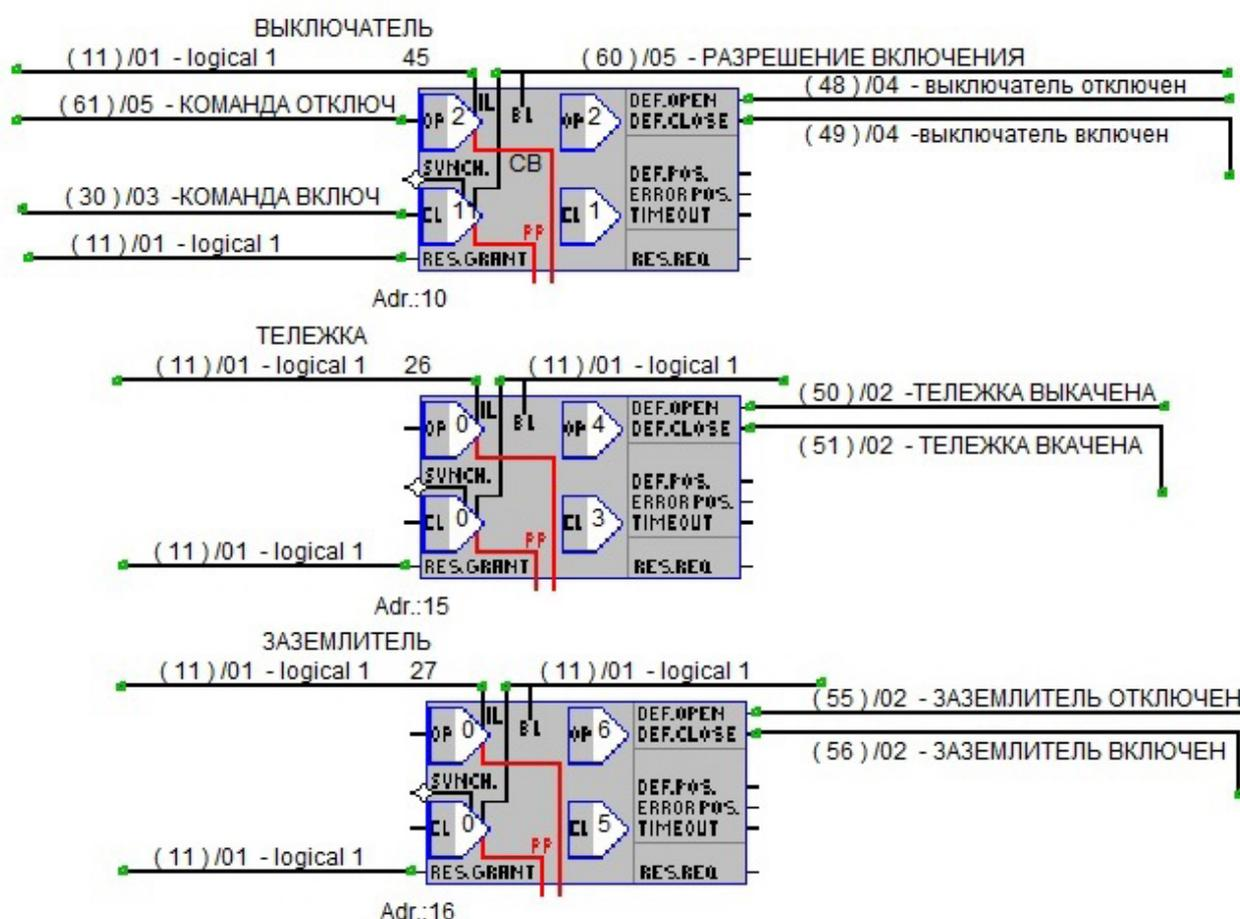 ВЫКЛЮЧАТЕЛЬ
( 11 ) /01 - logical 1 45 ( 60 ) /05 - РАЗРЕШЕНИЕ ВКЛЮЧЕНИЯ
( 48 ) /04 - выключатель отключен
( 61 ) /05 - КОМАНДА ОТКЛЮЧ
OP 2 IL BL OP 2 DEF.OPEN
DEF.CLOSE
( 49 ) /04 -выключатель включен
SYNCH. СВ DEF.POS.
( 30 ) /03 -КОМАНДА ВКЛЮЧ
ERROR POS.
CL 11 CL 1 TIMEOUT
PP
( 11 ) /01 - logical 1
RES.GRANT RES.REQ
Adr.:10
ТЕЛЕЖКА
( 11 ) /01 - logical 1 26 ( 11 ) /01 - logical 1
( 50 ) /02 -ТЕЛЕЖКА ВЫКАЧЕНА
OP 0 IL BL OP 4 DEF.OPEN
DEF.CLOSE
( 51 ) /02 - ТЕЛЕЖКА ВКАЧЕНА
SYNCH. DEF.POS.
ERROR POS.
CL 0 CL 3 TIMEOUT
PP
( 11 ) /01 - logical 1
RES.GRANT RES.REQ
Adr.:15
ЗАЗЕМЛИТЕЛЬ
( 11 ) /01 - logical 1 27 ( 11 ) /01 - logical 1
( 55 ) /02 - ЗАЗЕМЛИТЕЛЬ ОТКЛЮЧЕН
OP 0 IL BL OP 6 DEF.OPEN
DEF.CLOSE
( 56 ) /02 - ЗАЗЕМЛИТЕЛЬ ВКЛЮЧЕН
SYNCH. DEF.POS.
ERROR POS.
CL 0 CL 5 TIMEOUT
PP
( 11 ) /01 - logical 1
RES.GRANT RES.REQ
Adr.:16